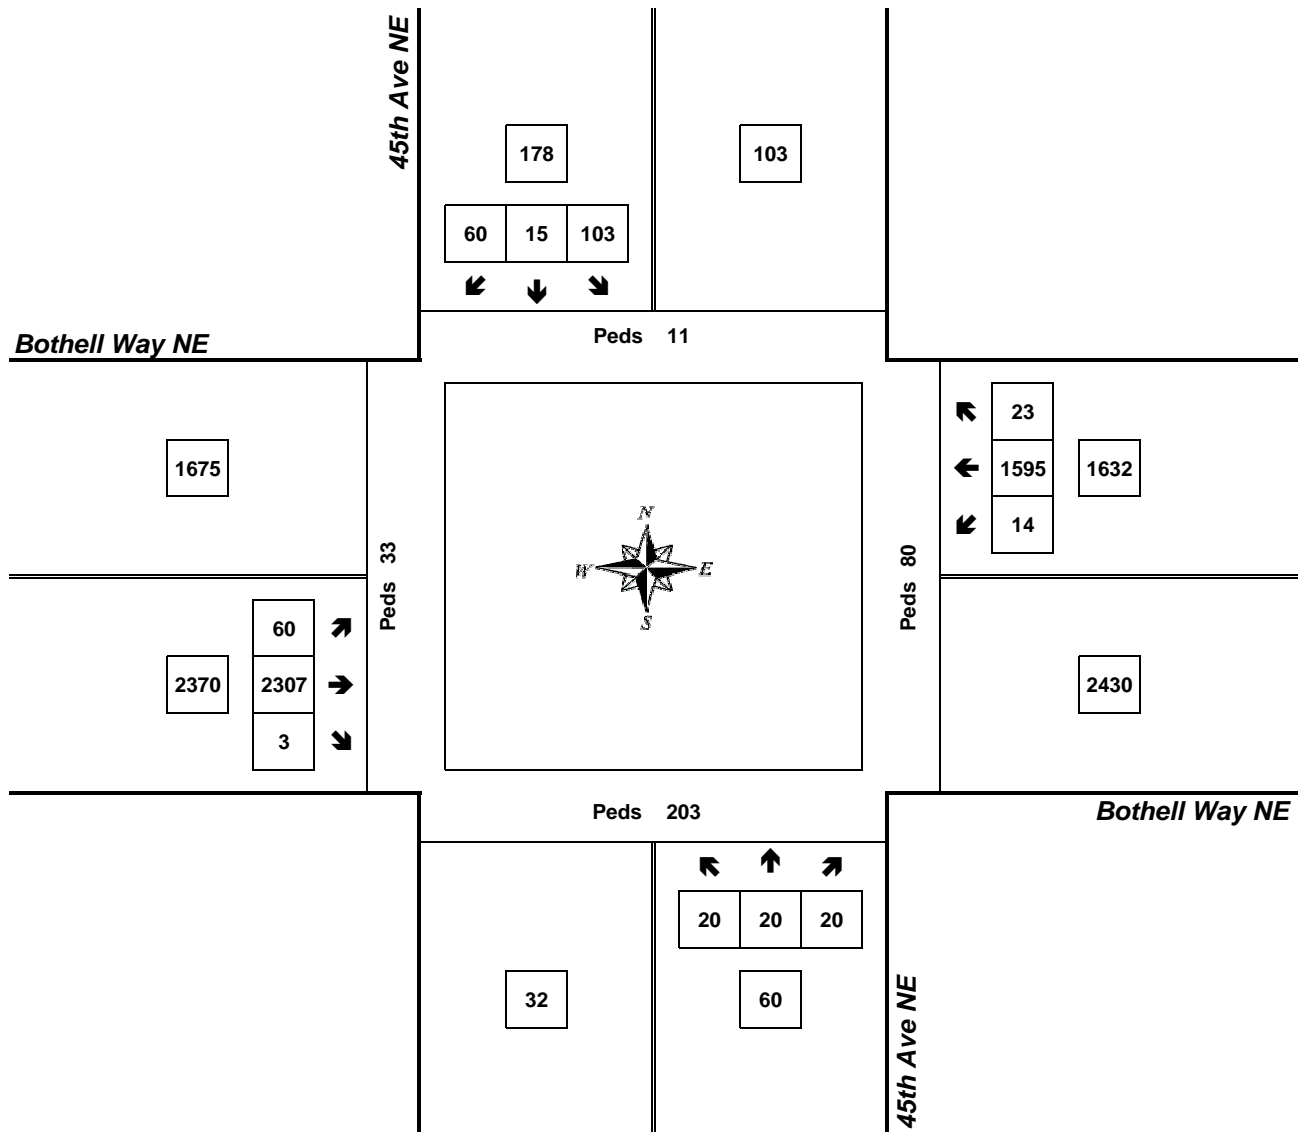 45th Ave NE
178
103
60 15 103
Peds 11
Bothell Way NE
23
1675
1595
1632
14
N
W E
S
Peds 33
Peds 80
60
2370
2307
2430
3
Peds 203
Bothell Way NE
20 20 20
32
60
45th Ave NE